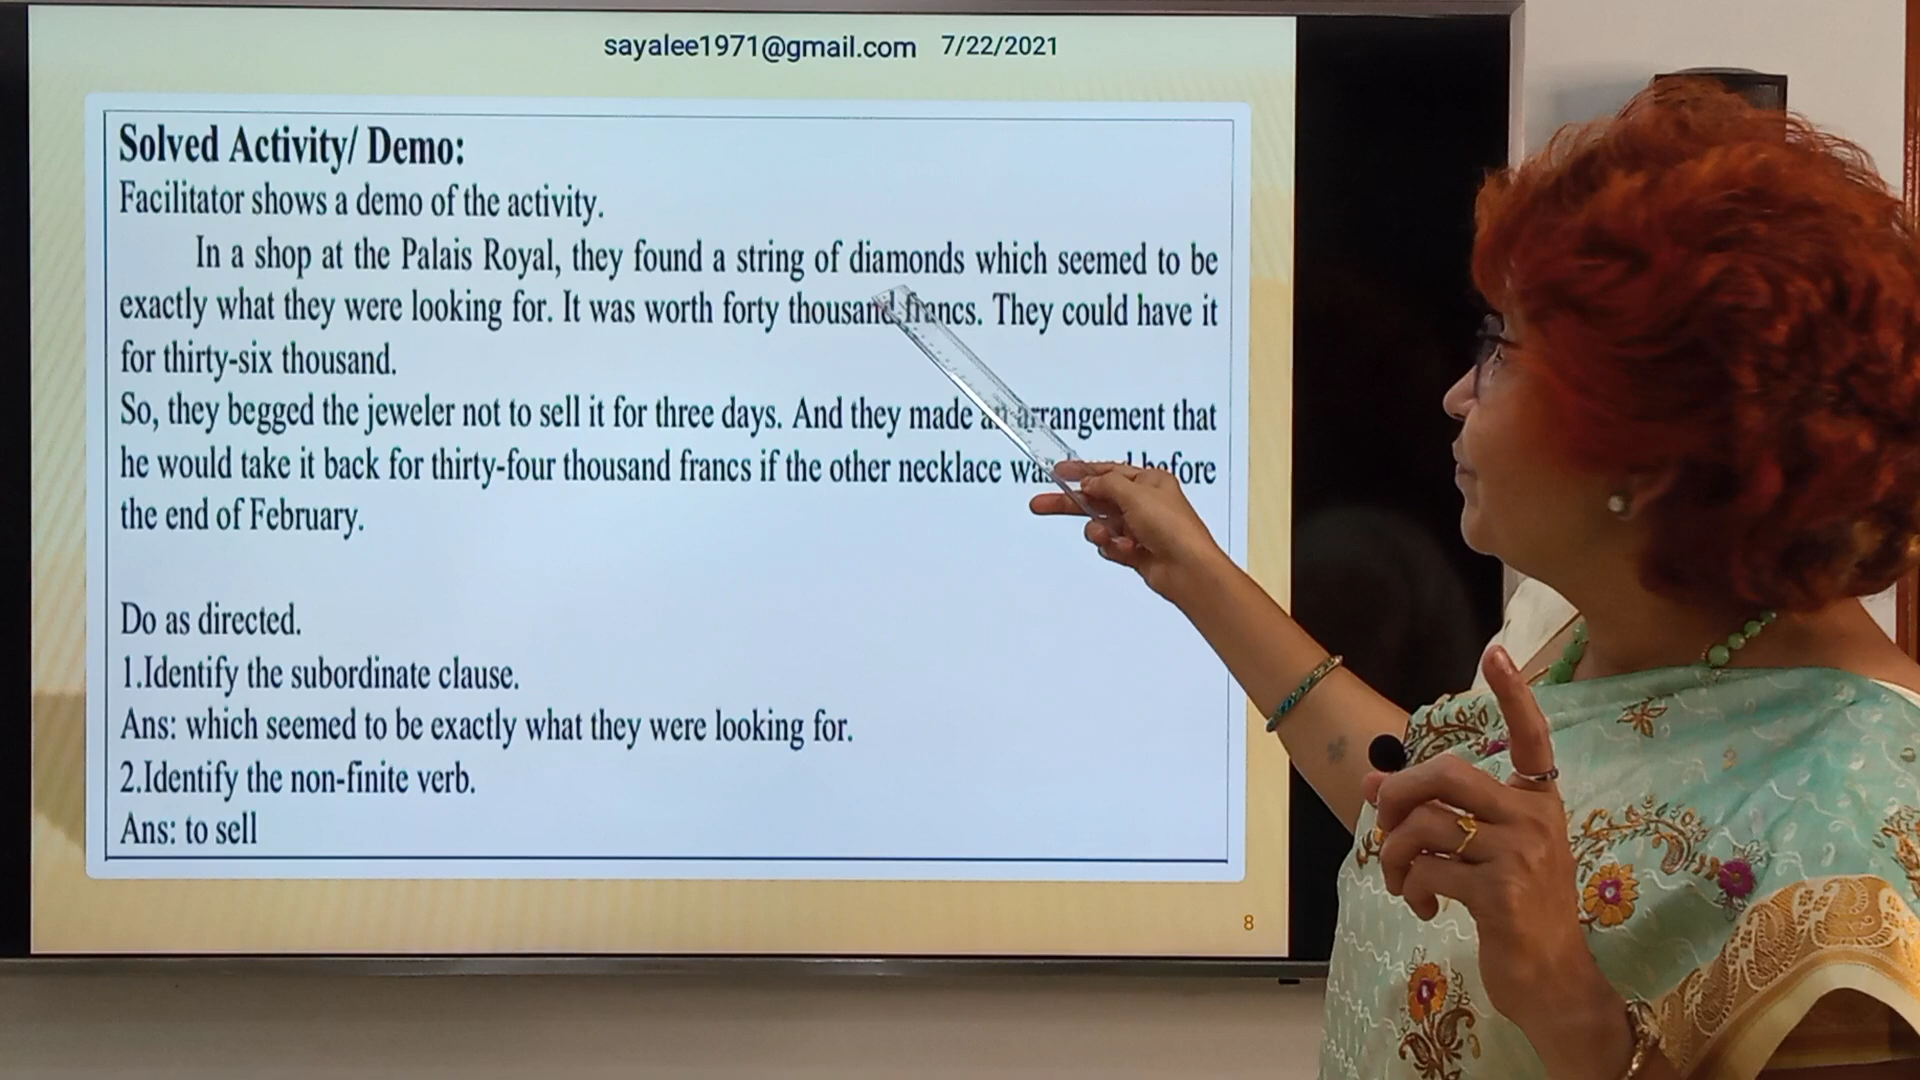 sayalee1971@gmail.com 7/22/2021
Solved Activity/ Demo:
Facilitator shows a demo of the activity.
In a shop at the Palais Royal, they found a string of diamonds which seemed to be
exactly what they were looking for. It was worth forty thousand francs. They could have it
for thirty-six thousand.
So, they begged the jeweler not to sell it for three days. And they made an arrangement that
he would take it back for thirty-four thousand francs if the other necklace was before
the end of February.
Do as directed.
1.Identify the subordinate clause.
Ans: which seemed to be exactly what they were looking for.
2.Identify the non-finite verb.
Ans: to sell
8